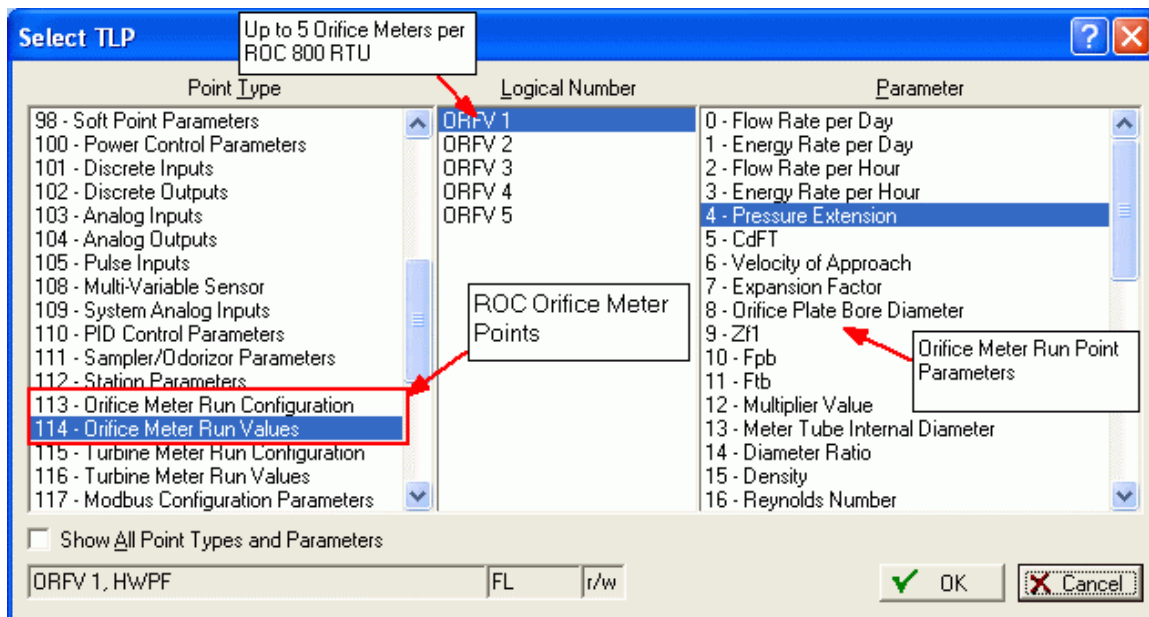 Select TLP
Up to 5 Orifice Meters per
ROC 800 RTU
Point Type
Logical Number
Parameter
98 - Soft Point Parameters
100 - Power Control Parameters
101 - Discrete Inputs
102 - Discrete Outputs
103 - Analog Inputs
104 - Analog Outputs
105 - Pulse Inputs
108 - Multi-Variable Sensor
109 - System Analog Inputs
110 - PID Control Parameters
111 - Sampler/Odorizor Parameters
112 - Station Parameters
113 - Orifice Meter Run Configuration
114 - Orifice Meter Run Values
115 - Turbine Meter Run Configuration
116 - Turbine Meter Run Values
117 - Modbus Configuration Parameters
ORFV 1
ORFV 2
ORFV 3
ORFV 4
ORFV 5
ROC Orifice Meter
Points
0 - Flow Rate per Day
1 - Energy Rate per Day
2 - Flow Rate per Hour
3 - Energy Rate per Hour
4 - Pressure Extension
5 - CdFT
6 - Velocity of Approach
7 - Expansion Factor
8 - Orifice Plate Bore Diameter
9 - Zf1
10 - Fpb
11 - Ftb
12 - Multiplier Value
13 - Meter Tube Internal Diameter
14 - Diameter Ratio
15 - Density
16 - Reynolds Number
Orifice Meter Run Point
Parameters
Show All Point Types and Parameters
ORFV 1, HWPF
FL
r/w
OK
Cancel